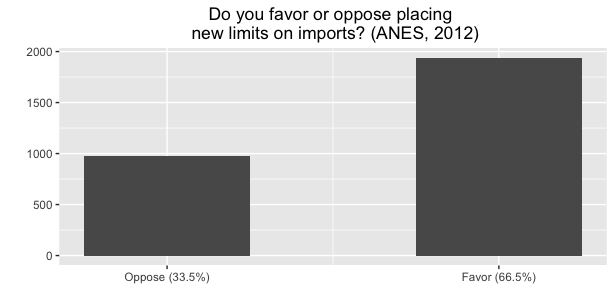 Do you favor or oppose placing
new limits on imports? (ANES, 2012)
2000
1500
1000
500
0
Oppose (33.5%)
Favor (66.5%)